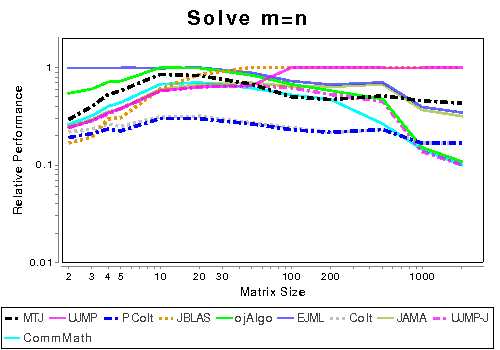 Solve m=n
1
0.1
0.01
Relative Performance
2 3 4 5 10 20 30 100 200 1000
Matrix Size
MTJ UJMP PColt JBLAS ojAlgo EJML Colt JAMA UJMP-J
CommMath